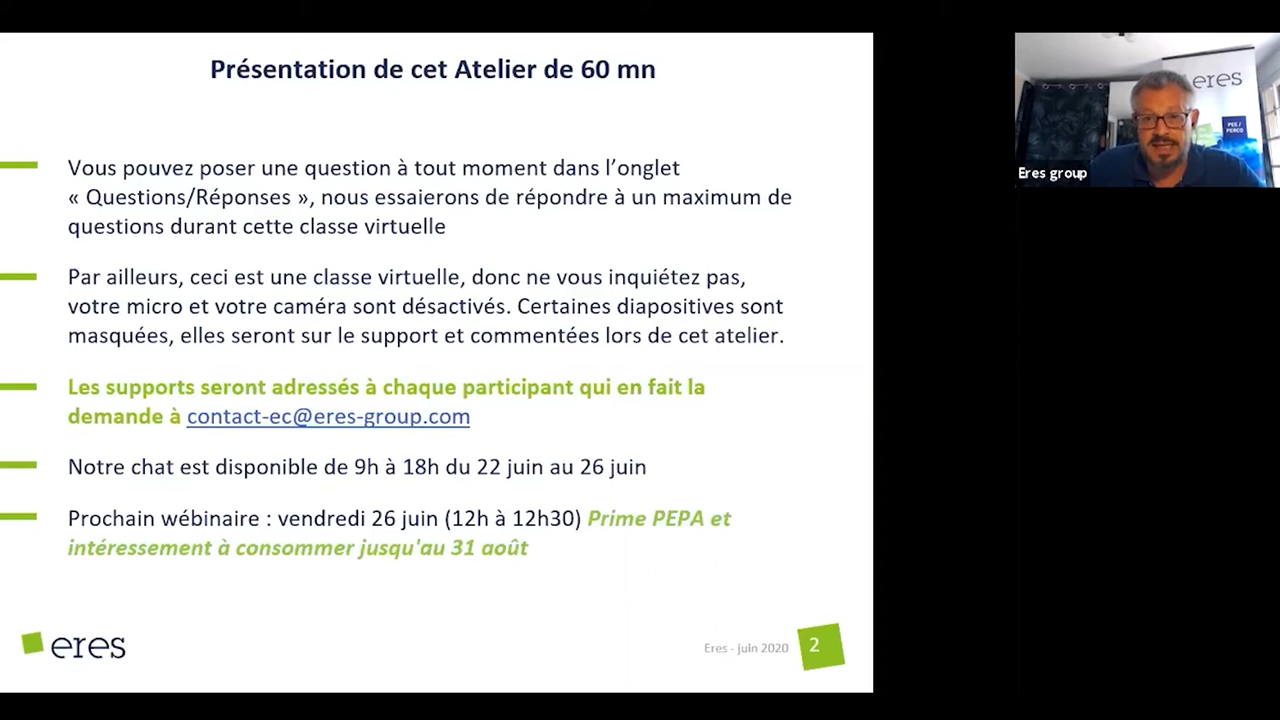 Présentation de cet Atelier de 60 mn
Vous pouvez poser une question à tout moment dans l’onglet
« Questions/Réponses », nous essaierons de répondre à un maximum de
questions durant cette classe virtuelle
Par ailleurs, ceci est une classe virtuelle, donc ne vous inquiétez pas,
votre micro et votre caméra sont désactivés. Certaines diapositives sont
masquées, elles seront sur le support et commentées lors de cet atelier.
Les supports seront adressés à chaque participant qui en fait la
demande à contact-ec@eres-group.com
Notre chat est disponible de 9h à 18h du 22 juin au 26 juin
Prochain wébinaire : vendredi 26 juin (12h à 12h30) Prime PEPA et
intéressement à consommer jusqu'au 31 août
eres
Eres - juin 2020
2
eres
PEE /
PERCO
Eres group